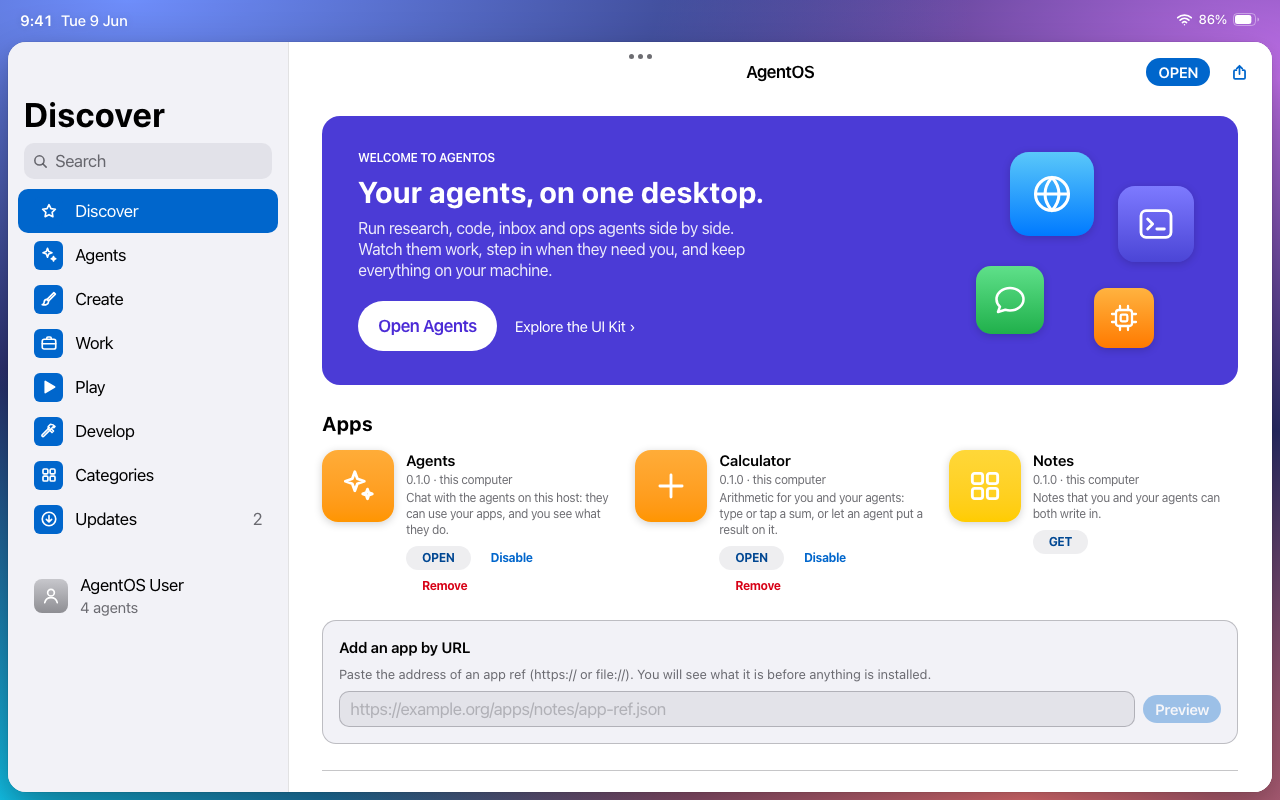 9:41 Tue 9 Jun
86%
Discover
Search
Discover
Agents
Create
Work
Play
Develop
Categories
Updates 2
AgentOS User
4 agents
AgentOS
OPEN
WELCOME TO AGENTOS
Your agents, on one desktop.
Run research, code, inbox and ops agents side by side.
Watch them work, step in when they need you, and keep
everything on your machine.
Open Agents
Explore the UI Kit ›
Apps
Agents
0.1.0 · this computer
Chat with the agents on this host: they
can use your apps, and you see what
they do.
OPEN Disable
Remove
Calculator
0.1.0 · this computer
Arithmetic for you and your agents:
type or tap a sum, or let an agent put a
result on it.
OPEN Disable
Remove
Notes
0.1.0 · this computer
Notes that you and your agents can
both write in.
GET
Add an app by URL
Paste the address of an app ref (https:// or file://). You will see what it is before anything is installed.
https://example.org/apps/notes/app-ref.json
Preview